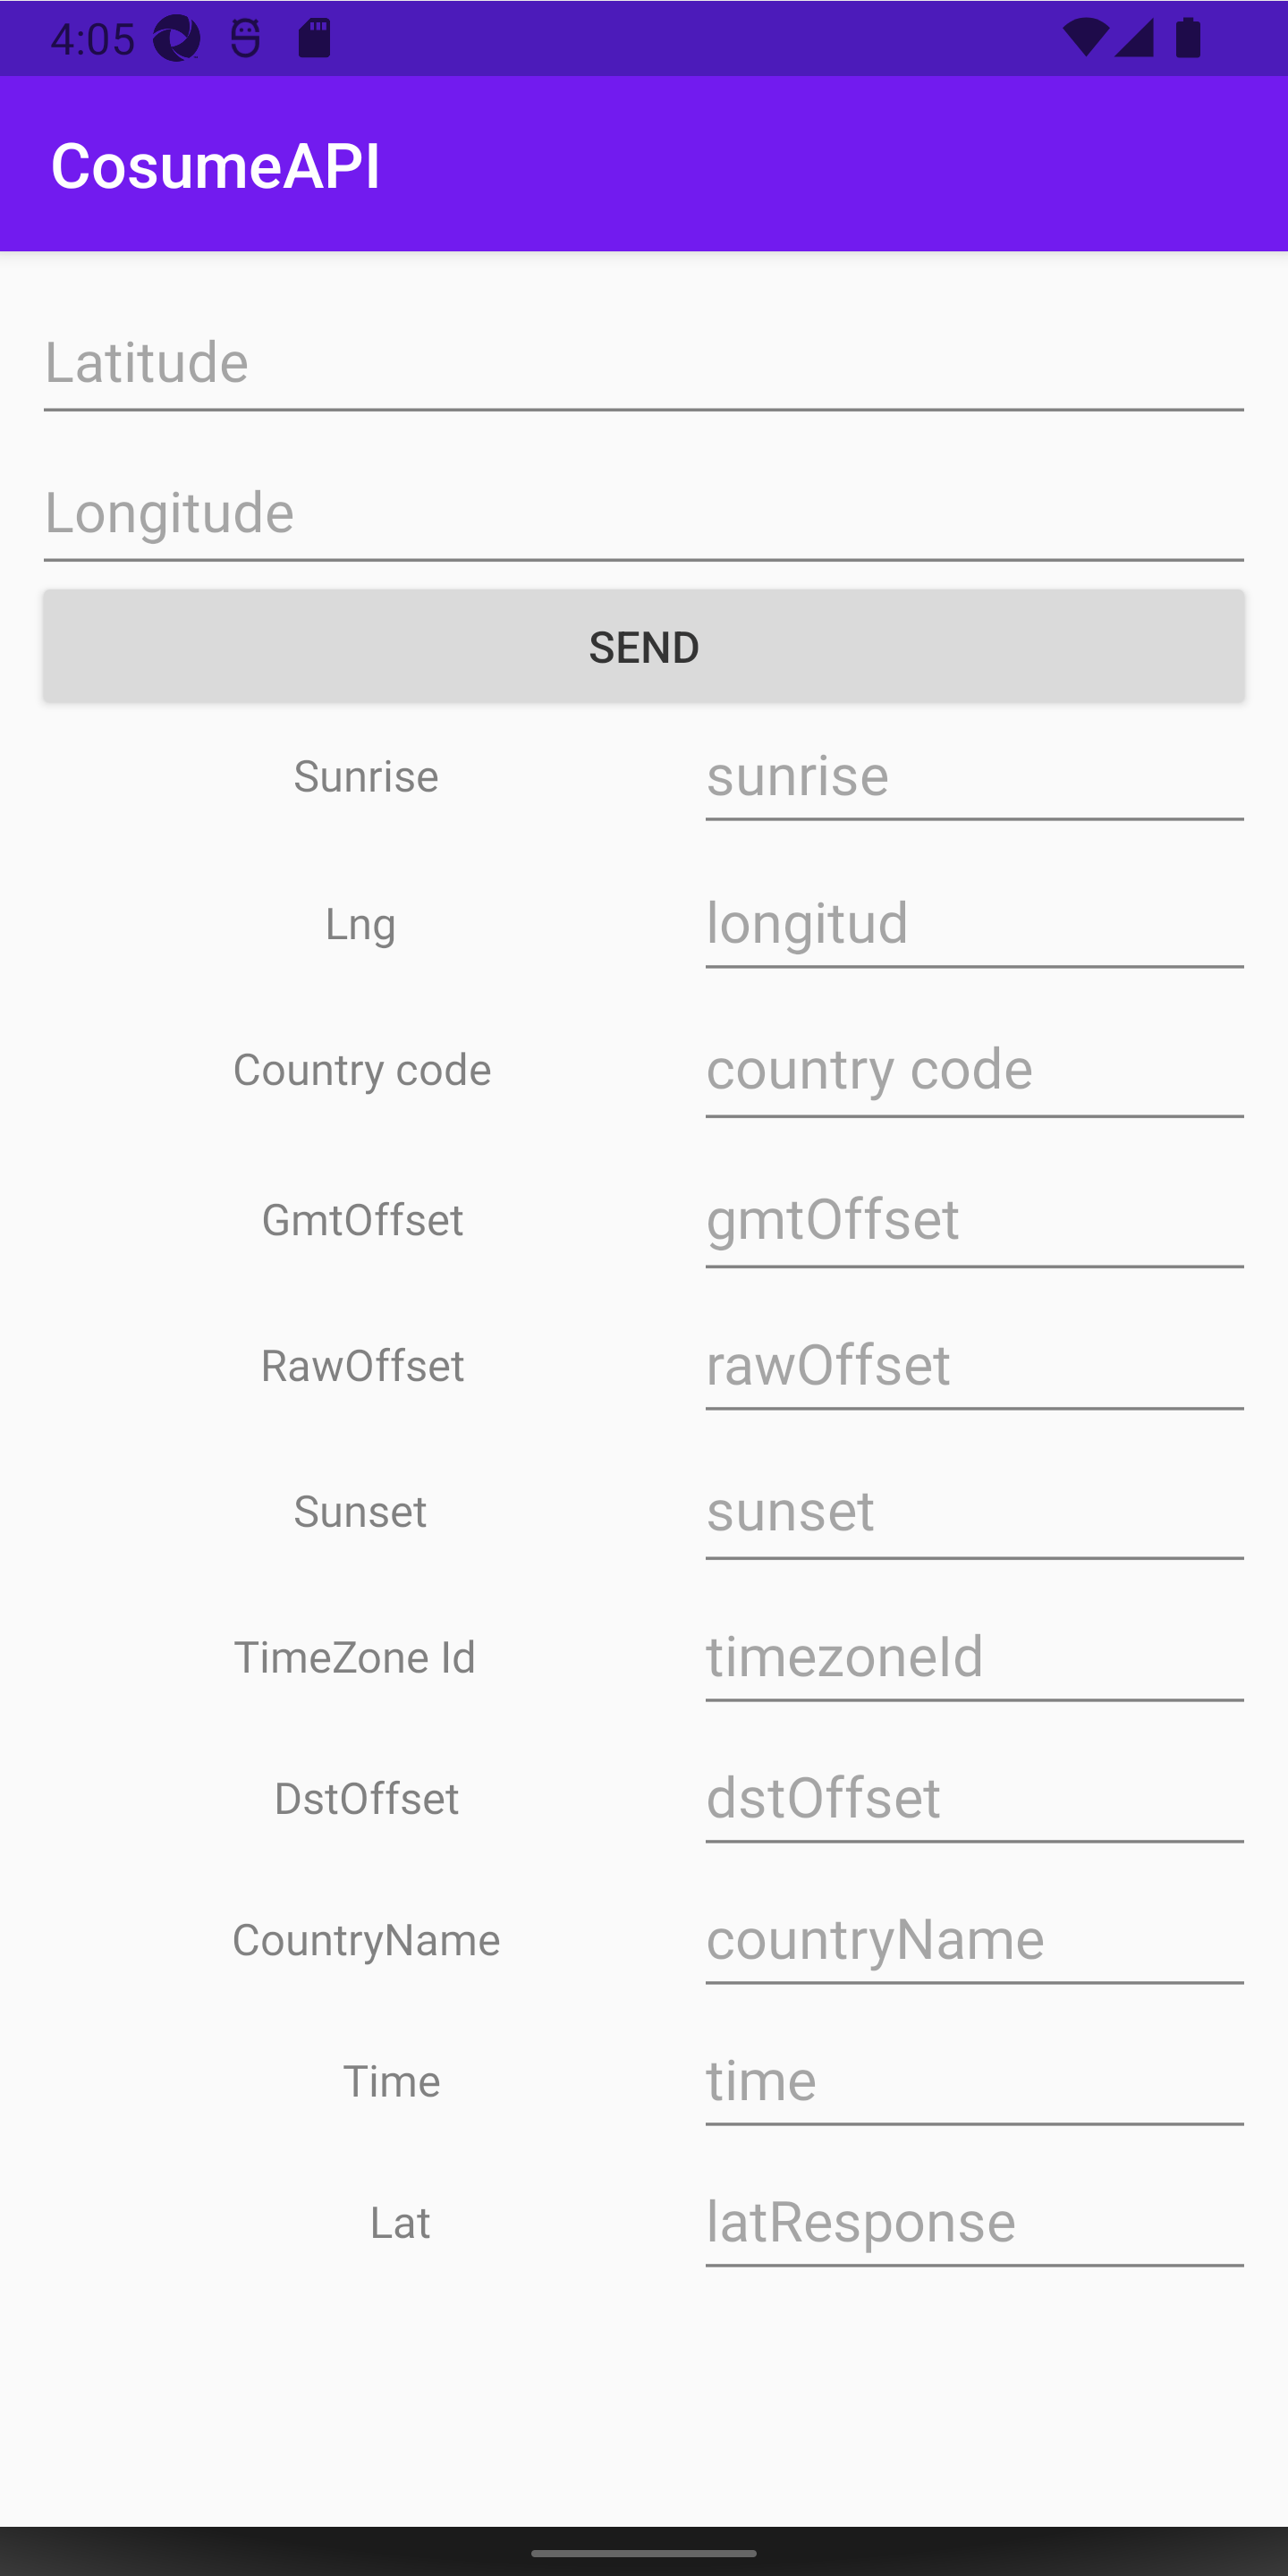 4:05
CosumeAPI
Latitude
Longitude
SEND
Sunrise sunrise
Lng longitud
Country code country code
GmtOffset gmtOffset
RawOffset rawOffset
Sunset sunset
TimeZone Id timezoneId
DstOffset dstOffset
CountryName countryName
Time time
Lat latResponse